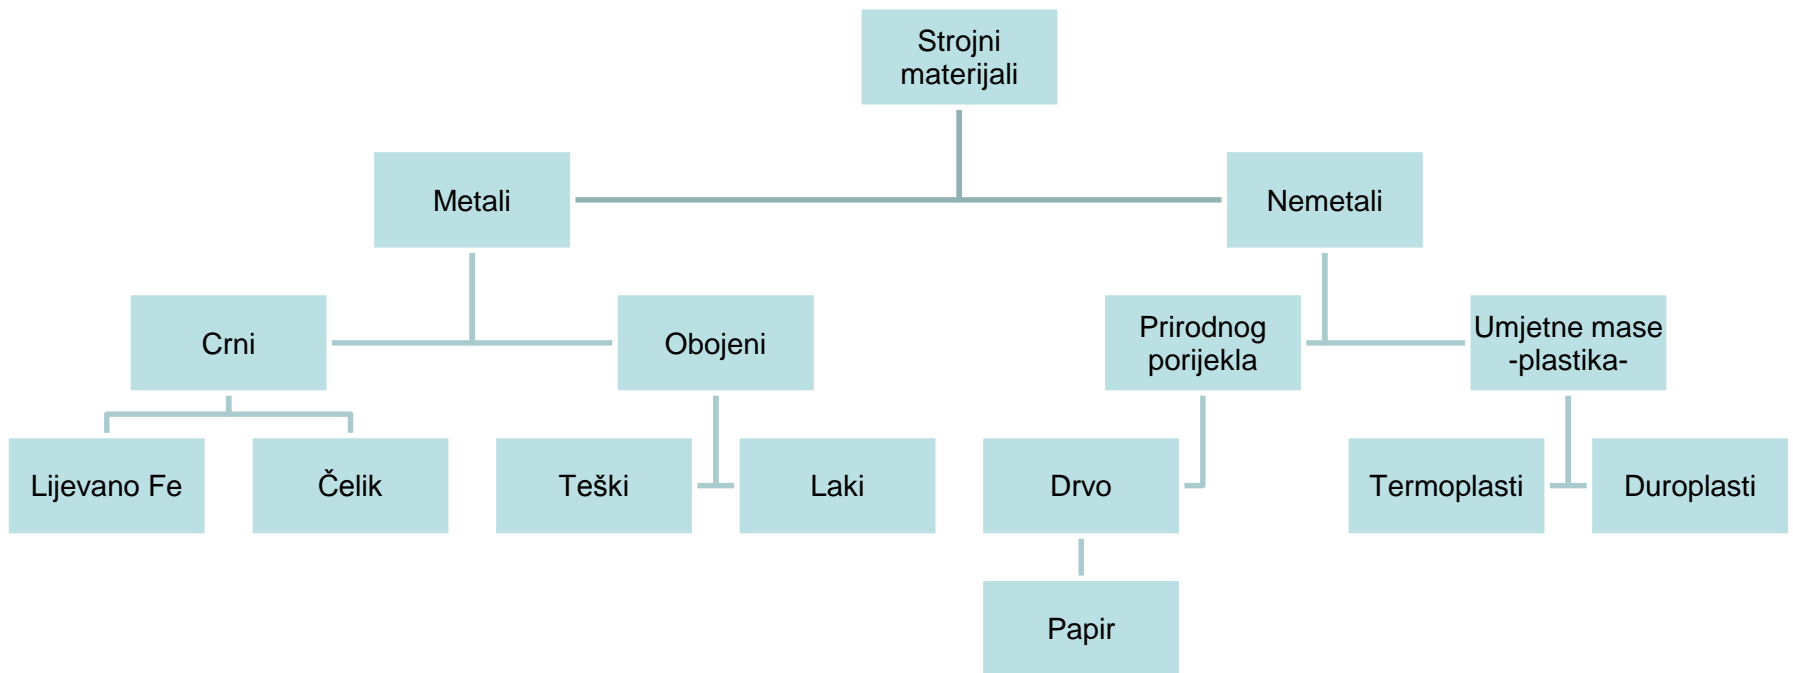 Strojni
materijali
Metali
Nemetali
Crni
Obojeni
Prirodnog
porijekla
Umjetne mase
-plastika-
Lijevano Fe
Čelik
Teški
Laki
Drvo
Termoplasti
Duroplasti
Papir